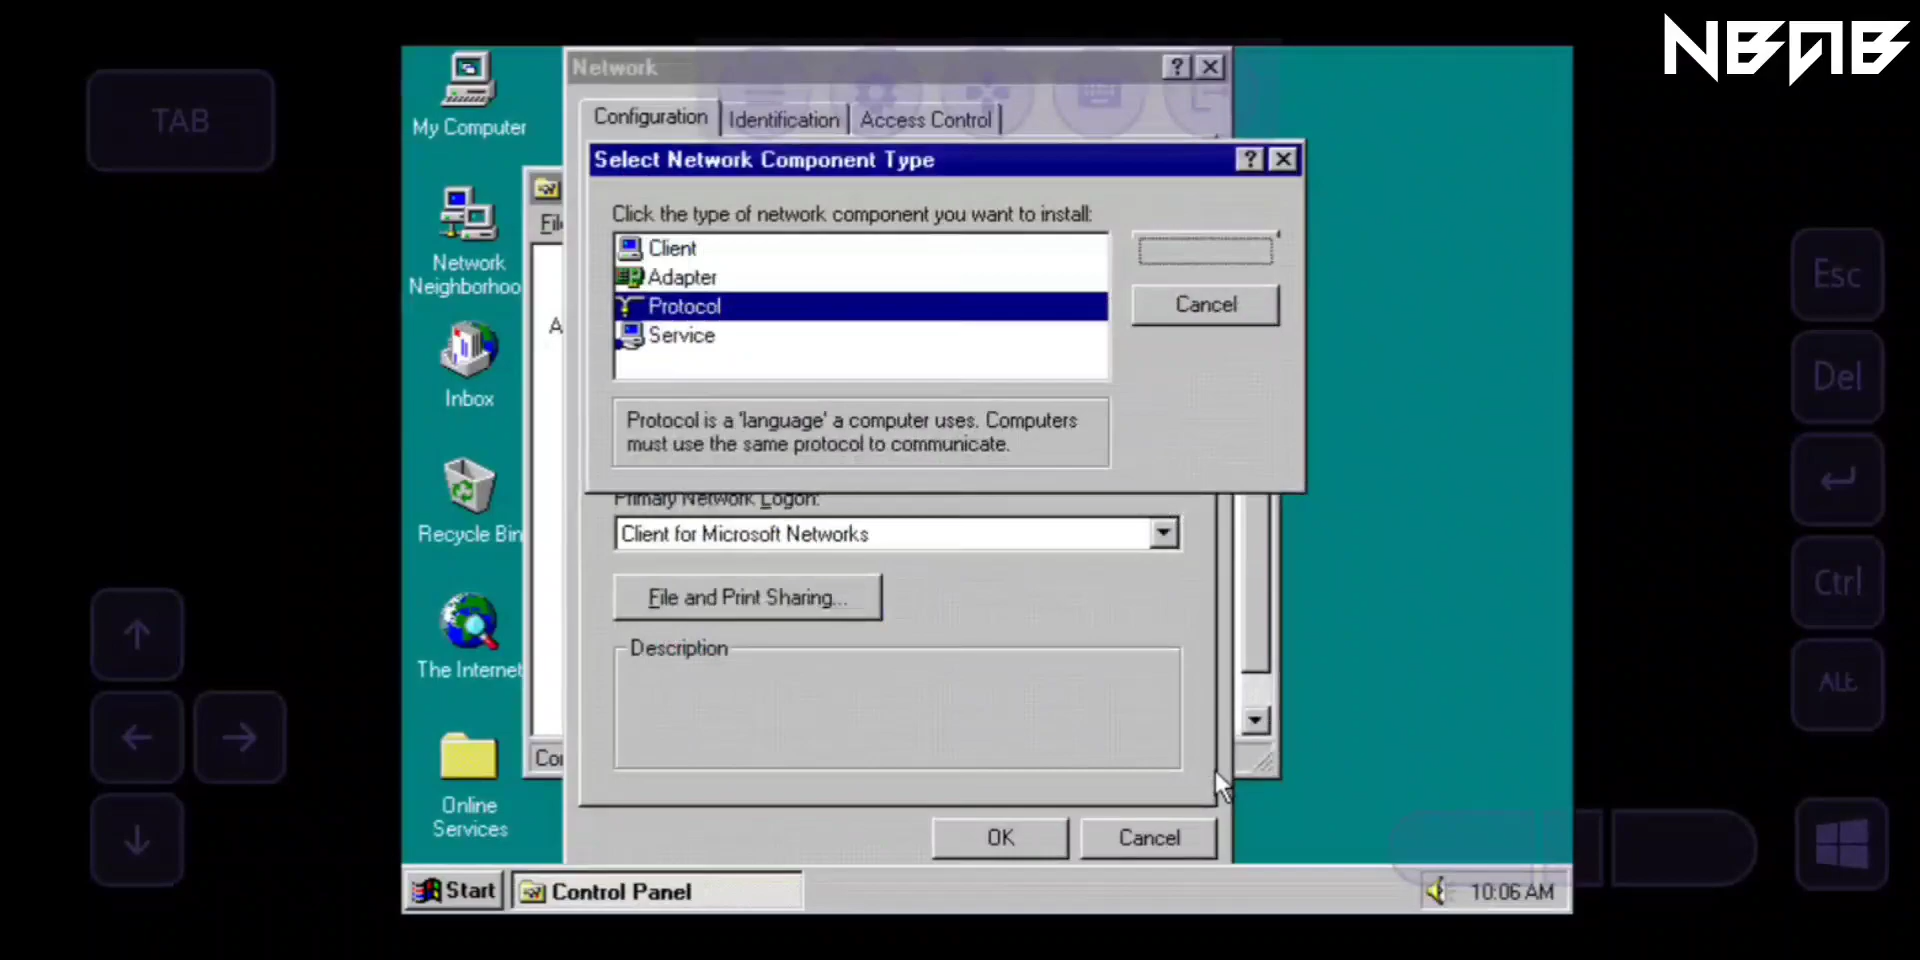 NBAB
TAB
My Computer
Network
Neighborhoo
Inbox
Recycle Bin
The Internet
Online
Services
Network
Configuration
Identification
Access Control
Select Network Component Type
Click the type of network component you want to install:
Client
Adapter
Protocol
Service
Cancel
Protocol is a 'language' a computer uses. Computers
must use the same protocol to communicate.
Primary Network Logon:
Client for Microsoft Networks
File and Print Sharing...
Description
OK
Cancel
Start
Control Panel
10:06 AM
Esc
Del
Ctrl
ALt